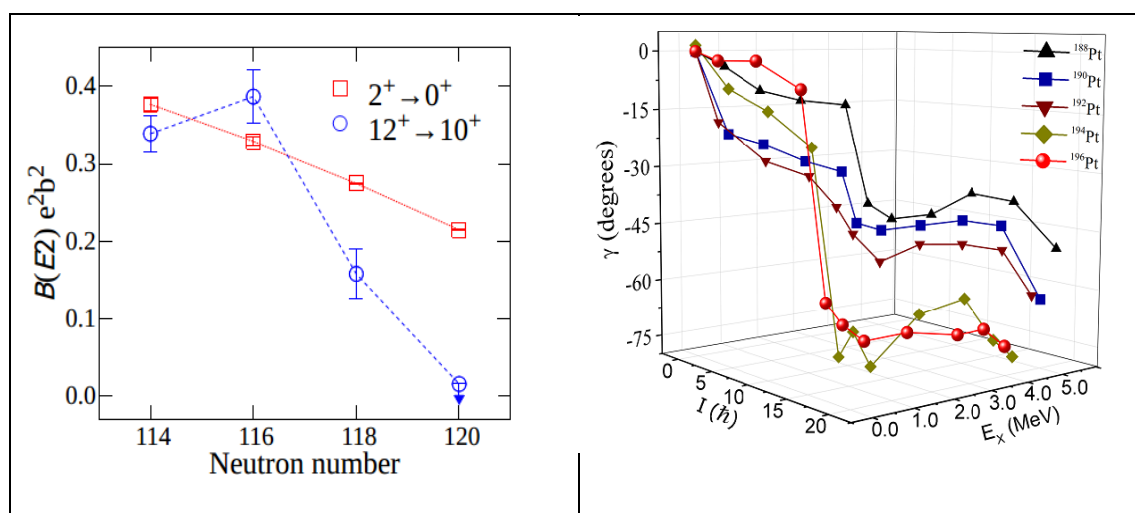 0.4
0.3
0.2
0.1
0.0
B(E2) e²b²
2⁺→0⁺
12⁺→10⁺
114 116 118 120
Neutron number
0
-15
-30
-45
-60
-75
γ (degrees)
¹⁸⁸Pt
¹⁹⁰Pt
¹⁹²Pt
¹⁹⁴Pt
¹⁹⁶Pt
0 5 10 15 20
I (ħ)
0.0 1.0 2.0 3.0 4.0 5.0
Eₓ (MeV)